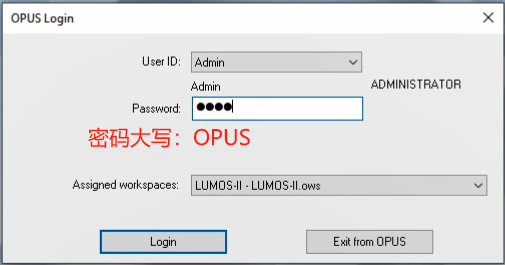 OPUS Login
User ID:
Admin
Admin
ADMINISTRATOR
Password:
●●●●
密码大写：OPUS
Assigned workspaces:
LUMOS-II - LUMOS-II.ows
Login
Exit from OPUS